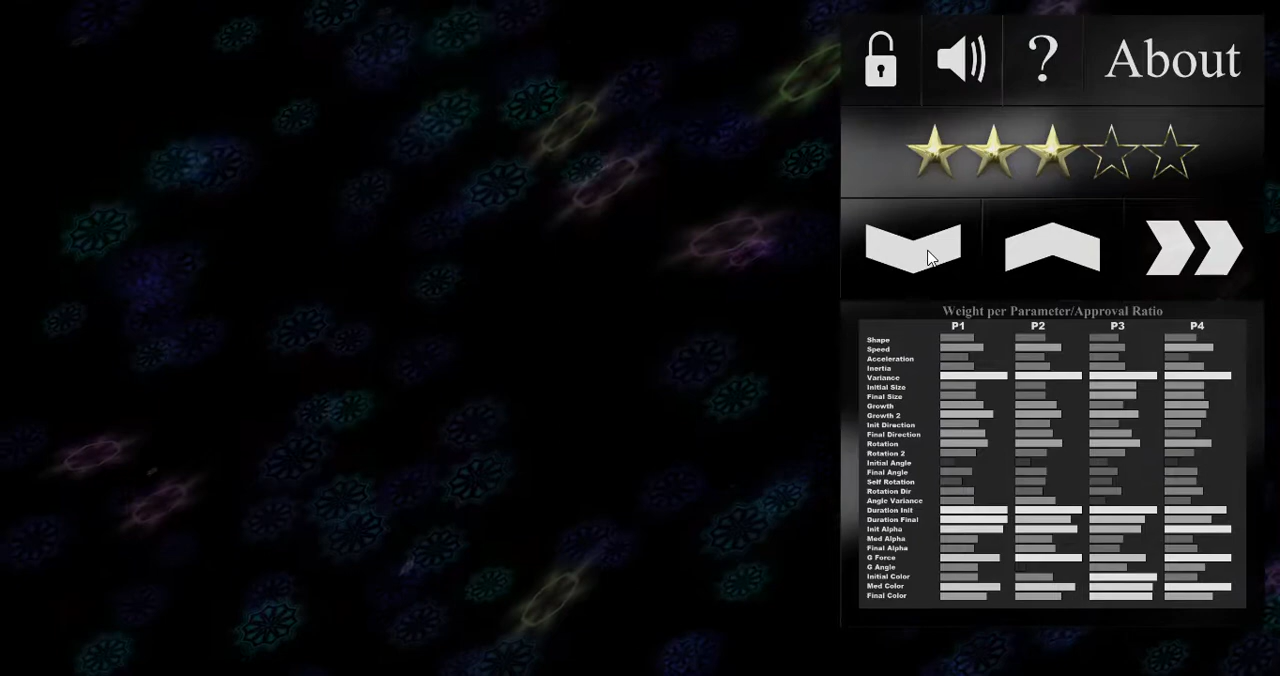 ? About
Weight per Parameter/Approval Ratio
P1 P2 P3 P4
Shape
Speed
Acceleration
Inertia
Variance
Initial Size
Final Size
Growth
Growth 2
Init Direction
Final Direction
Rotation
Rotation 2
Initial Angle
Final Angle
Self Rotation
Rotation Dir
Angle Variance
Duration Init
Duration Final
Init Alpha
Med Alpha
Final Alpha
G Force
G Angle
Initial Color
Med Color
Final Color